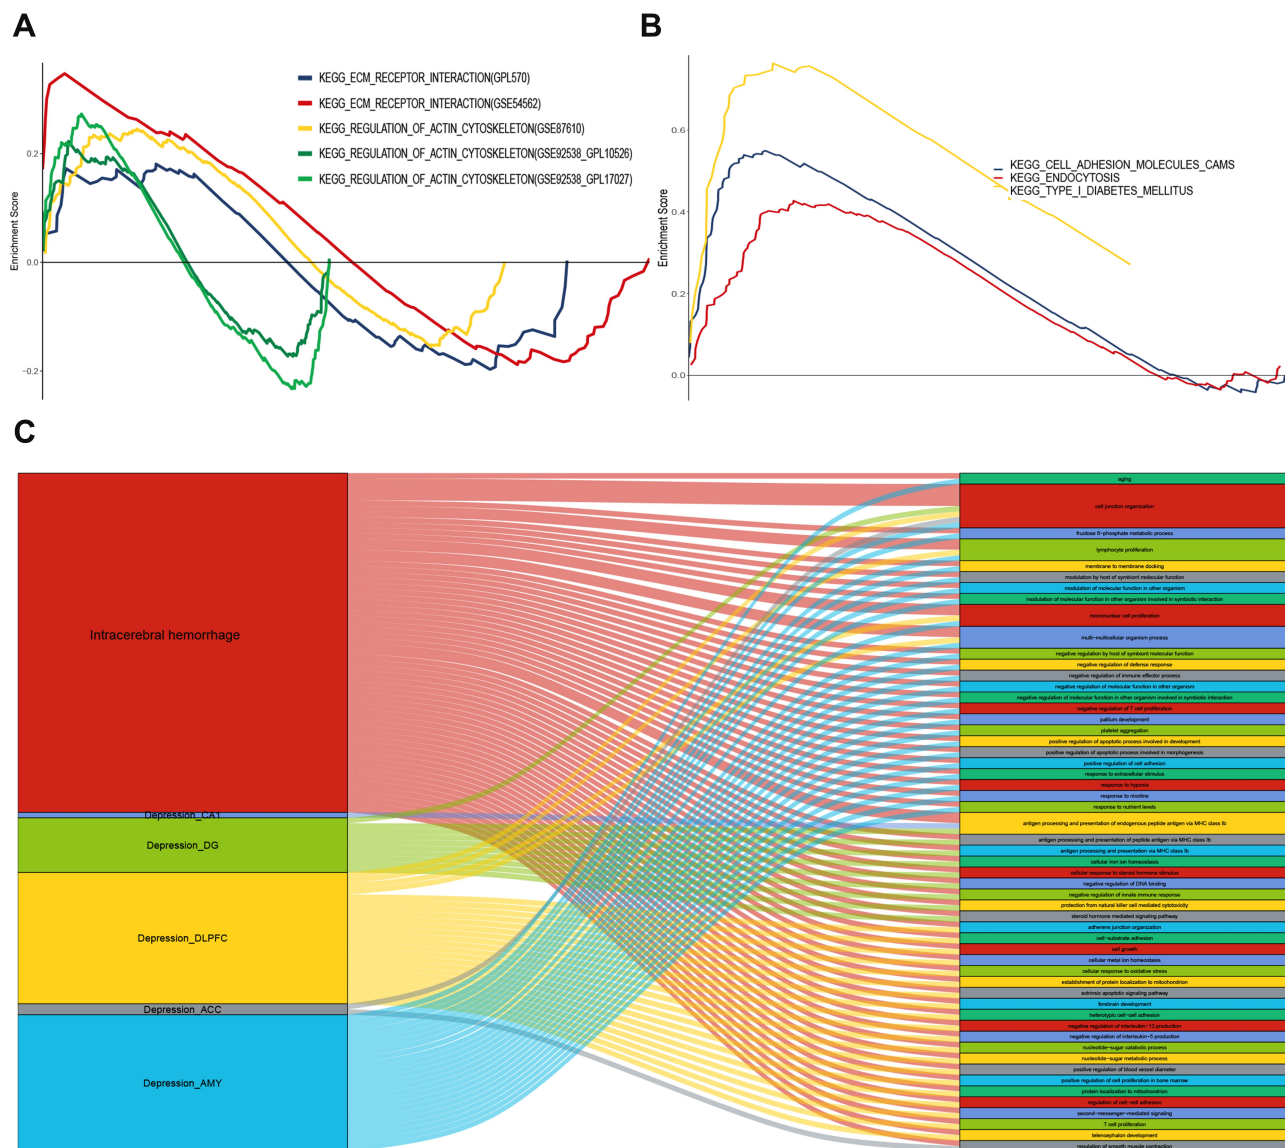 A
KEGG_ECM_RECEPTOR_INTERACTION(GPL570)
KEGG_ECM_RECEPTOR_INTERACTION(GSE54562)
KEGG_REGULATION_OF_ACTIN_CYTOSKELETON(GSE87610)
KEGG_REGULATION_OF_ACTIN_CYTOSKELETON(GSE92538_GPL10526)
KEGG_REGULATION_OF_ACTIN_CYTOSKELETON(GSE92538_GPL17027)
Enrichment Score
0.2
0.0
−0.2
B
KEGG_CELL_ADHESION_MOLECULES_CAMS
KEGG_ENDOCYTOSIS
KEGG_TYPE_I_DIABETES_MELLITUS
Enrichment Score
0.6
0.4
0.2
0.0
C
Intracerebral hemorrhage
Depression_CA1
Depression_DG
Depression_DLPFC
Depression_ACC
Depression_AMY
aging
cell junction organization
fructose 6−phosphate metabolic process
lymphocyte proliferation
membrane to membrane docking
modulation by host of symbiont molecular function
modulation of molecular function in other organism
modulation of molecular function in other organism involved in symbiotic interaction
mononuclear cell proliferation
multi−multicellular organism process
negative regulation by host of symbiont molecular function
negative regulation of defense response
negative regulation of immune effector process
negative regulation of molecular function in other organism
negative regulation of molecular function in other organism involved in symbiotic interaction
negative regulation of T cell proliferation
pallium development
platelet aggregation
positive regulation of apoptotic process involved in development
positive regulation of apoptotic process involved in morphogenesis
positive regulation of cell adhesion
response to extracellular stimulus
response to hypoxia
response to nicotine
response to nutrient levels
antigen processing and presentation of endogenous peptide antigen via MHC class Ib
antigen processing and presentation of peptide antigen via MHC class Ib
antigen processing and presentation via MHC class Ib
cellular iron ion homeostasis
cellular response to steroid hormone stimulus
negative regulation of DNA binding
negative regulation of innate immune response
protection from natural killer cell mediated cytotoxicity
steroid hormone mediated signaling pathway
adherens junction organization
cell−substrate adhesion
cell growth
cellular metal ion homeostasis
cellular response to oxidative stress
establishment of protein localization to mitochondrion
extrinsic apoptotic signaling pathway
forebrain development
heterotypic cell−cell adhesion
negative regulation of interleukin−13 production
negative regulation of interleukin−5 production
nucleotide−sugar catabolic process
nucleotide−sugar metabolic process
positive regulation of blood vessel diameter
positive regulation of cell proliferation in bone marrow
protein localization to mitochondrion
regulation of cell−cell adhesion
second−messenger−mediated signaling
T cell proliferation
telencephalon development
regulation of smooth muscle contraction